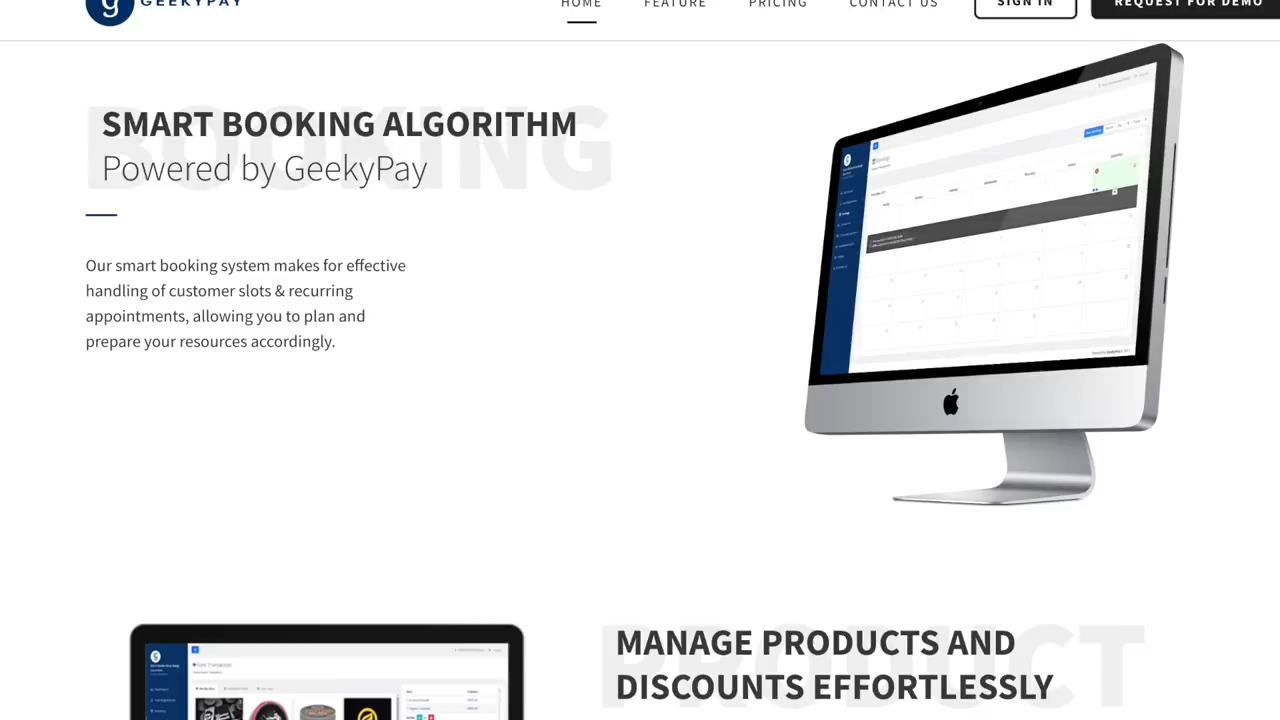 GEEKYPAY
HOME FEATURE PRICING CONTACT US SIGN IN REQUEST FOR DEMO
BOOKING
SMART BOOKING ALGORITHM
Powered by GeekyPay
Our smart booking system makes for effective
handling of customer slots & recurring
appointments, allowing you to plan and
prepare your resources accordingly.
PRODUCT
MANAGE PRODUCTS AND
DISCOUNTS EFFORTLESSLY
New Transaction